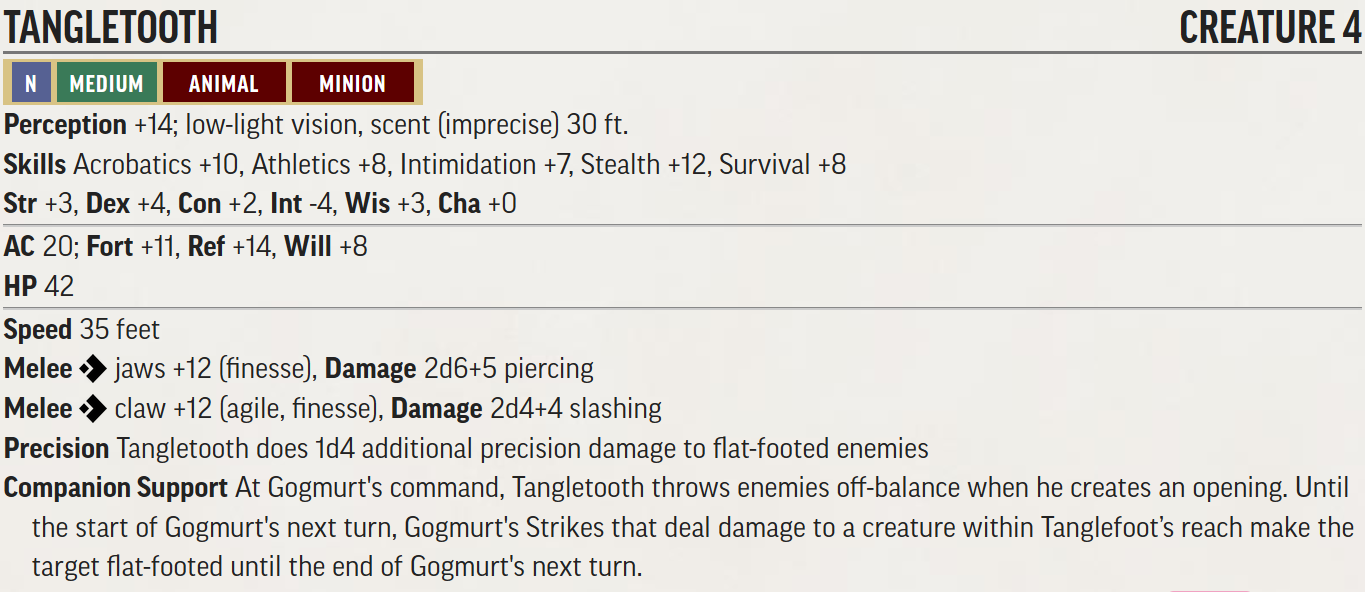 TANGLETOOTH CREATURE 4
N MEDIUM ANIMAL MINION
Perception +14; low-light vision, scent (imprecise) 30 ft.
Skills Acrobatics +10, Athletics +8, Intimidation +7, Stealth +12, Survival +8
Str +3, Dex +4, Con +2, Int -4, Wis +3, Cha +0
AC 20; Fort +11, Ref +14, Will +8
HP 42
Speed 35 feet
Melee jaws +12 (finesse), Damage 2d6+5 piercing
Melee claw +12 (agile, finesse), Damage 2d4+4 slashing
Precision Tangletooth does 1d4 additional precision damage to flat-footed enemies
Companion Support At Gogmurt's command, Tangletooth throws enemies off-balance when he creates an opening. Until
the start of Gogmurt's next turn, Gogmurt's Strikes that deal damage to a creature within Tanglefoot’s reach make the
target flat-footed until the end of Gogmurt's next turn.